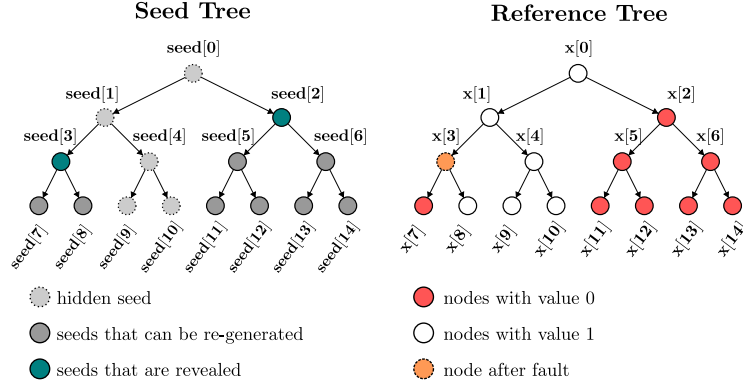 Seed Tree
seed[0]
seed[1]
seed[2]
seed[3]
seed[4]
seed[5]
seed[6]
seed[7]
seed[8]
seed[9]
seed[10]
seed[11]
seed[12]
seed[13]
seed[14]
hidden seed
seeds that can be re-generated
seeds that are revealed
Reference Tree
x[0]
x[1]
x[2]
x[3]
x[4]
x[5]
x[6]
x[7]
x[8]
x[9]
x[10]
x[11]
x[12]
x[13]
x[14]
nodes with value 0
nodes with value 1
node after fault